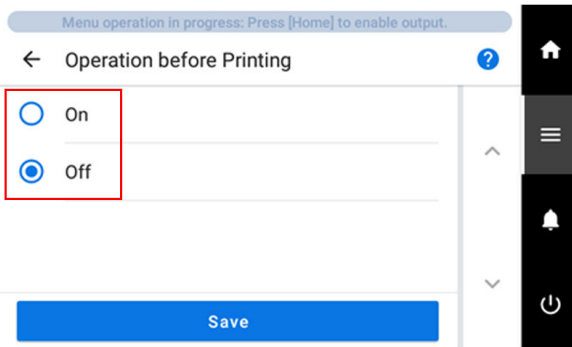 Menu operation in progress: Press [Home] to enable output.
Operation before Printing
?
On
Off
Save